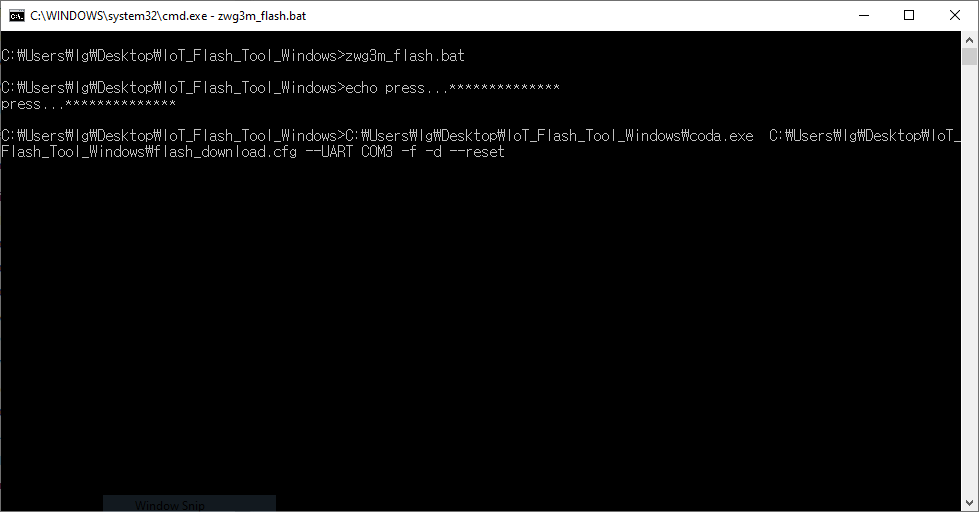 C:\WINDOWS\system32\cmd.exe - zwg3m_flash.bat
C:₩Users₩lg₩Desktop₩IoT_Flash_Tool_Windows>zwg3m_flash.bat
C:₩Users₩lg₩Desktop₩IoT_Flash_Tool_Windows>echo press...**************
press...**************
C:₩Users₩lg₩Desktop₩IoT_Flash_Tool_Windows>C:₩Users₩lg₩Desktop₩IoT_Flash_Tool_Windows₩coda.exe  C:₩Users₩lg₩Desktop₩IoT_
Flash_Tool_Windows₩flash_download.cfg --UART COM3 -f -d --reset
Window Snip